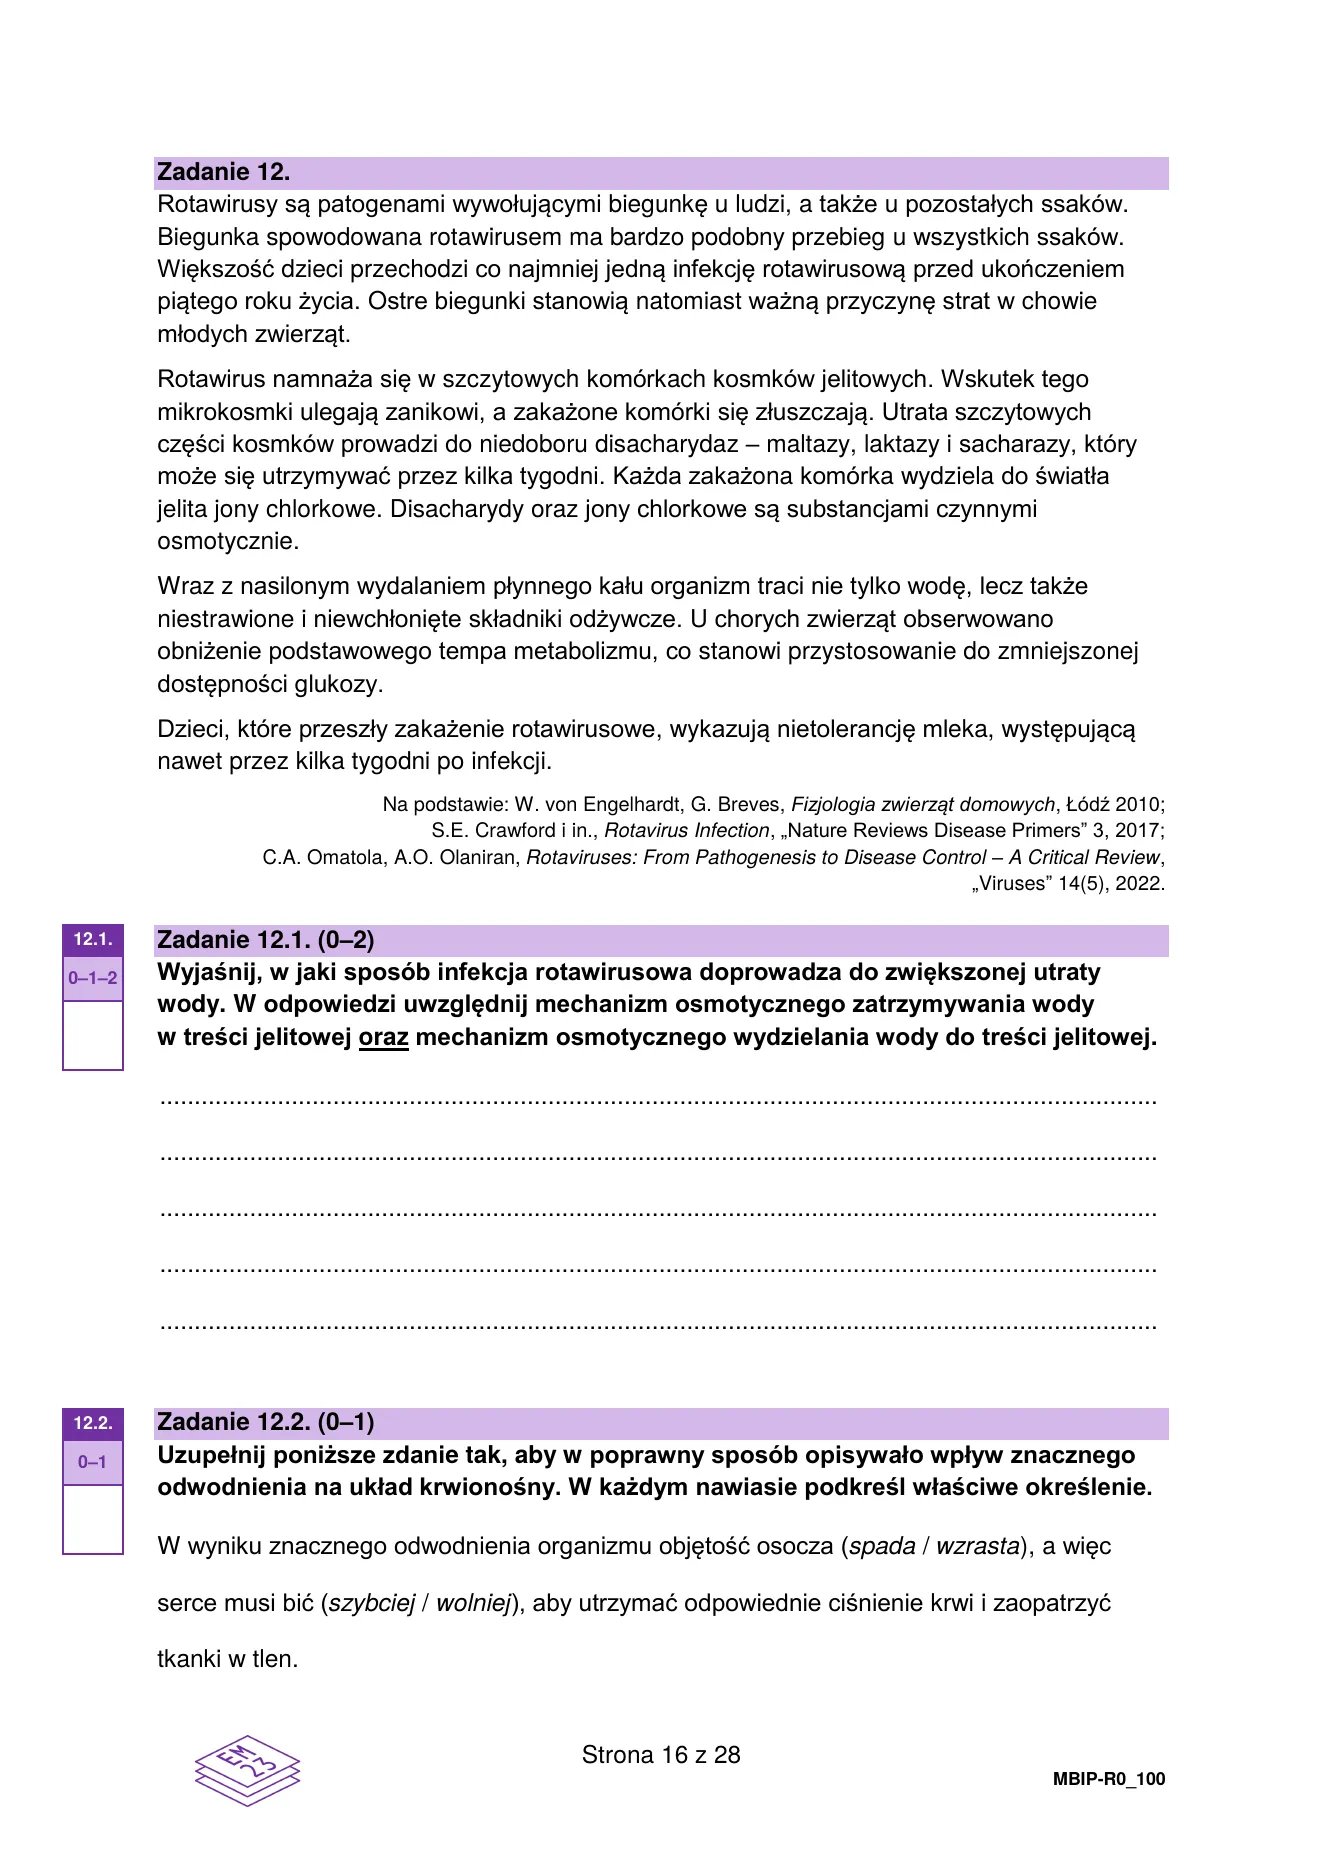 Zadanie 12.
Rotawirusy są patogenami wywołującymi biegunkę u ludzi, a także u pozostałych ssaków.
Biegunka spowodowana rotawirusem ma bardzo podobny przebieg u wszystkich ssaków.
Większość dzieci przechodzi co najmniej jedną infekcję rotawirusową przed ukończeniem
piątego roku życia. Ostre biegunki stanowią natomiast ważną przyczynę strat w chowie
młodych zwierząt.
Rotawirus namnaża się w szczytowych komórkach kosmków jelitowych. Wskutek tego
mikrokosmki ulegają zanikowi, a zakażone komórki się złuszczają. Utrata szczytowych
części kosmków prowadzi do niedoboru disacharydaz – maltazy, laktazy i sacharazy, który
może się utrzymywać przez kilka tygodni. Każda zakażona komórka wydziela do światła
jelita jony chlorkowe. Disacharydy oraz jony chlorkowe są substancjami czynnymi
osmotycznie.
Wraz z nasilonym wydalaniem płynnego kału organizm traci nie tylko wodę, lecz także
niestrawione i niewchłonięte składniki odżywcze. U chorych zwierząt obserwowano
obniżenie podstawowego tempa metabolizmu, co stanowi przystosowanie do zmniejszonej
dostępności glukozy.
Dzieci, które przeszły zakażenie rotawirusowe, wykazują nietolerancję mleka, występującą
nawet przez kilka tygodni po infekcji.
Na podstawie: W. von Engelhardt, G. Breves, Fizjologia zwierząt domowych, Łódź 2010;
S.E. Crawford i in., Rotavirus Infection, „Nature Reviews Disease Primers” 3, 2017;
C.A. Omatola, A.O. Olaniran, Rotaviruses: From Pathogenesis to Disease Control – A Critical Review,
„Viruses” 14(5), 2022.
12.1.
0–1–2
Zadanie 12.1. (0–2)
Wyjaśnij, w jaki sposób infekcja rotawirusowa doprowadza do zwiększonej utraty
wody. W odpowiedzi uwzględnij mechanizm osmotycznego zatrzymywania wody
w treści jelitowej oraz mechanizm osmotycznego wydzielania wody do treści jelitowej.
12.2.
0–1
Zadanie 12.2. (0–1)
Uzupełnij poniższe zdanie tak, aby w poprawny sposób opisywało wpływ znacznego
odwodnienia na układ krwionośny. W każdym nawiasie podkreśl właściwe określenie.
W wyniku znacznego odwodnienia organizmu objętość osocza (spada / wzrasta), a więc
serce musi bić (szybciej / wolniej), aby utrzymać odpowiednie ciśnienie krwi i zaopatrzyć
tkanki w tlen.
EM
23
Strona 16 z 28
MBIP-R0_100